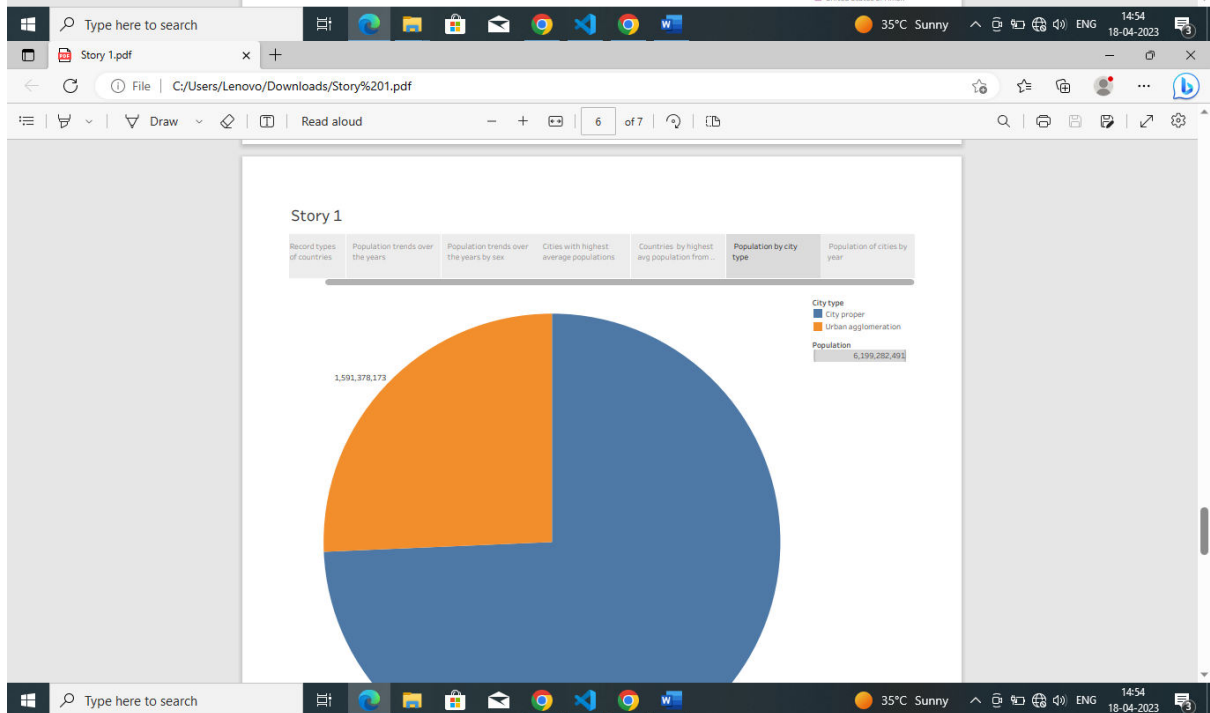 Type here to search
35°C Sunny
ENG
14:54
18-04-2023
3
Story 1.pdf
File
C:/Users/Lenovo/Downloads/Story%201.pdf
Draw
Read aloud
6
of 7
Story 1
Record types
of countries
Population trends over
the years
Population trends over
the years by sex
Cities with highest
average populations
Countries by highest
avg population from...
Population by city
type
Population of cities by
year
City type
City proper
Urban agglomeration
Population
6,199,282,491
1,591,378,173
Type here to search
35°C Sunny
ENG
14:54
18-04-2023
3